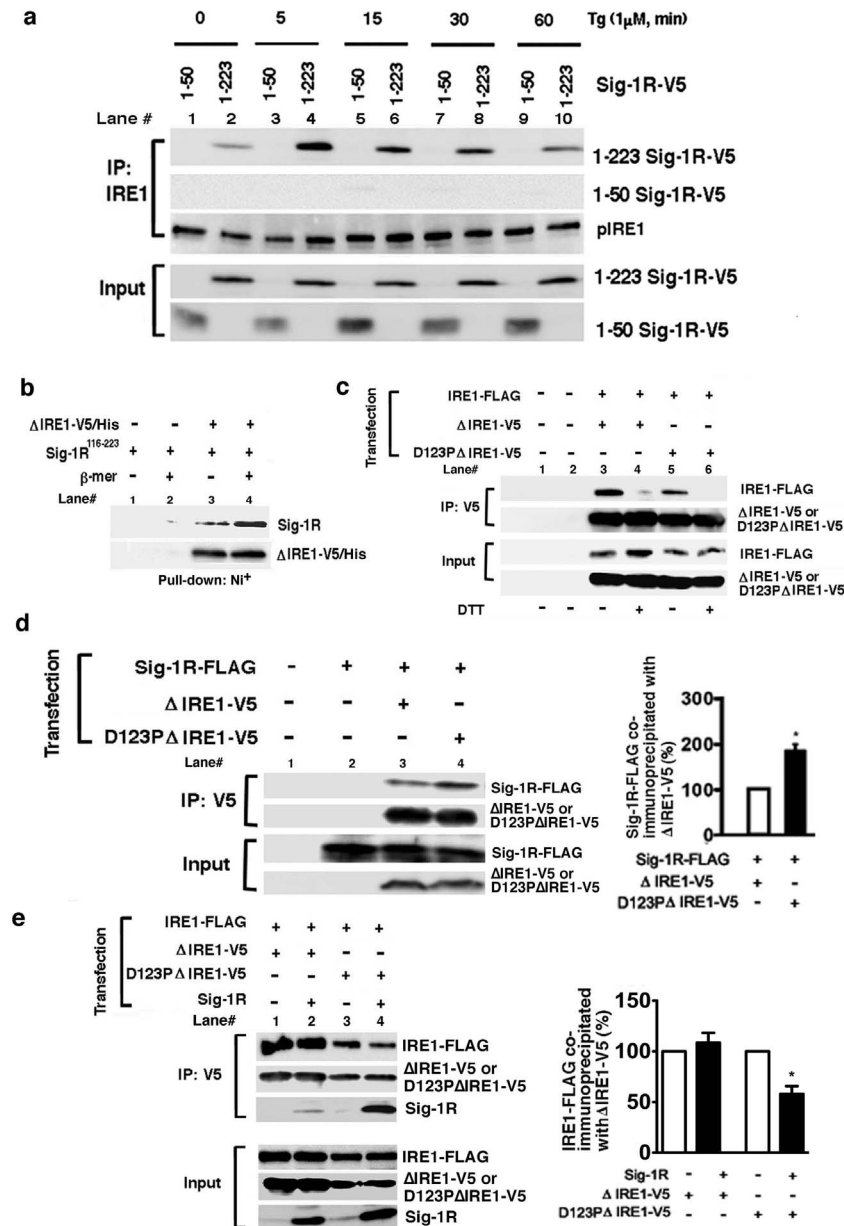 a
0 5 15 30 60 Tg (1µM, min)
1-50 1-223 1-50 1-223 1-50 1-223 1-50 1-223 1-50 1-223 Sig-1R-V5
Lane # 1 2 3 4 5 6 7 8 9 10
IP: IRE1
1-223 Sig-1R-V5
1-50 Sig-1R-V5
pIRE1
Input
1-223 Sig-1R-V5
1-50 Sig-1R-V5
b
ΔIRE1-V5/His - - + +
Sig-1R116-223 + + + +
β-mer - + - +
Lane# 1 2 3 4
Sig-1R
ΔIRE1-V5/His
Pull-down: Ni+
c
Transfection
IRE1-FLAG - - + + + +
ΔIRE1-V5 - - + + - -
D123PΔIRE1-V5 - - - - + +
Lane# 1 2 3 4 5 6
IP: V5
IRE1-FLAG
ΔIRE1-V5 or
D123PΔIRE1-V5
Input
IRE1-FLAG
ΔIRE1-V5 or
D123PΔIRE1-V5
DTT - - - + - +
d
Transfection
Sig-1R-FLAG - + + +
ΔIRE1-V5 - - + -
D123PΔIRE1-V5 - - - +
Lane# 1 2 3 4
IP: V5
Sig-1R-FLAG
ΔIRE1-V5 or
D123PΔIRE1-V5
Input
Sig-1R-FLAG
ΔIRE1-V5 or
D123PΔIRE1-V5
Sig-1R-FLAG co-
immunoprecipitated with
ΔIRE1-V5 (%)
300
200
100
0
*
Sig-1R-FLAG + +
ΔIRE1-V5 + -
D123PΔIRE1-V5 - +
e
Transfection
IRE1-FLAG + + + +
ΔIRE1-V5 + + - -
D123PΔIRE1-V5 - - + +
Sig-1R - + - +
Lane# 1 2 3 4
IP: V5
IRE1-FLAG
ΔIRE1-V5 or
D123PΔIRE1-V5
Sig-1R
Input
IRE1-FLAG
ΔIRE1-V5 or
D123PΔIRE1-V5
Sig-1R
IRE1-FLAG co-
immunoprecipitated
with ΔIRE1-V5 (%)
150
100
50
0
*
Sig-1R - + - +
ΔIRE1-V5 + + - -
D123PΔIRE1-V5 - - + +